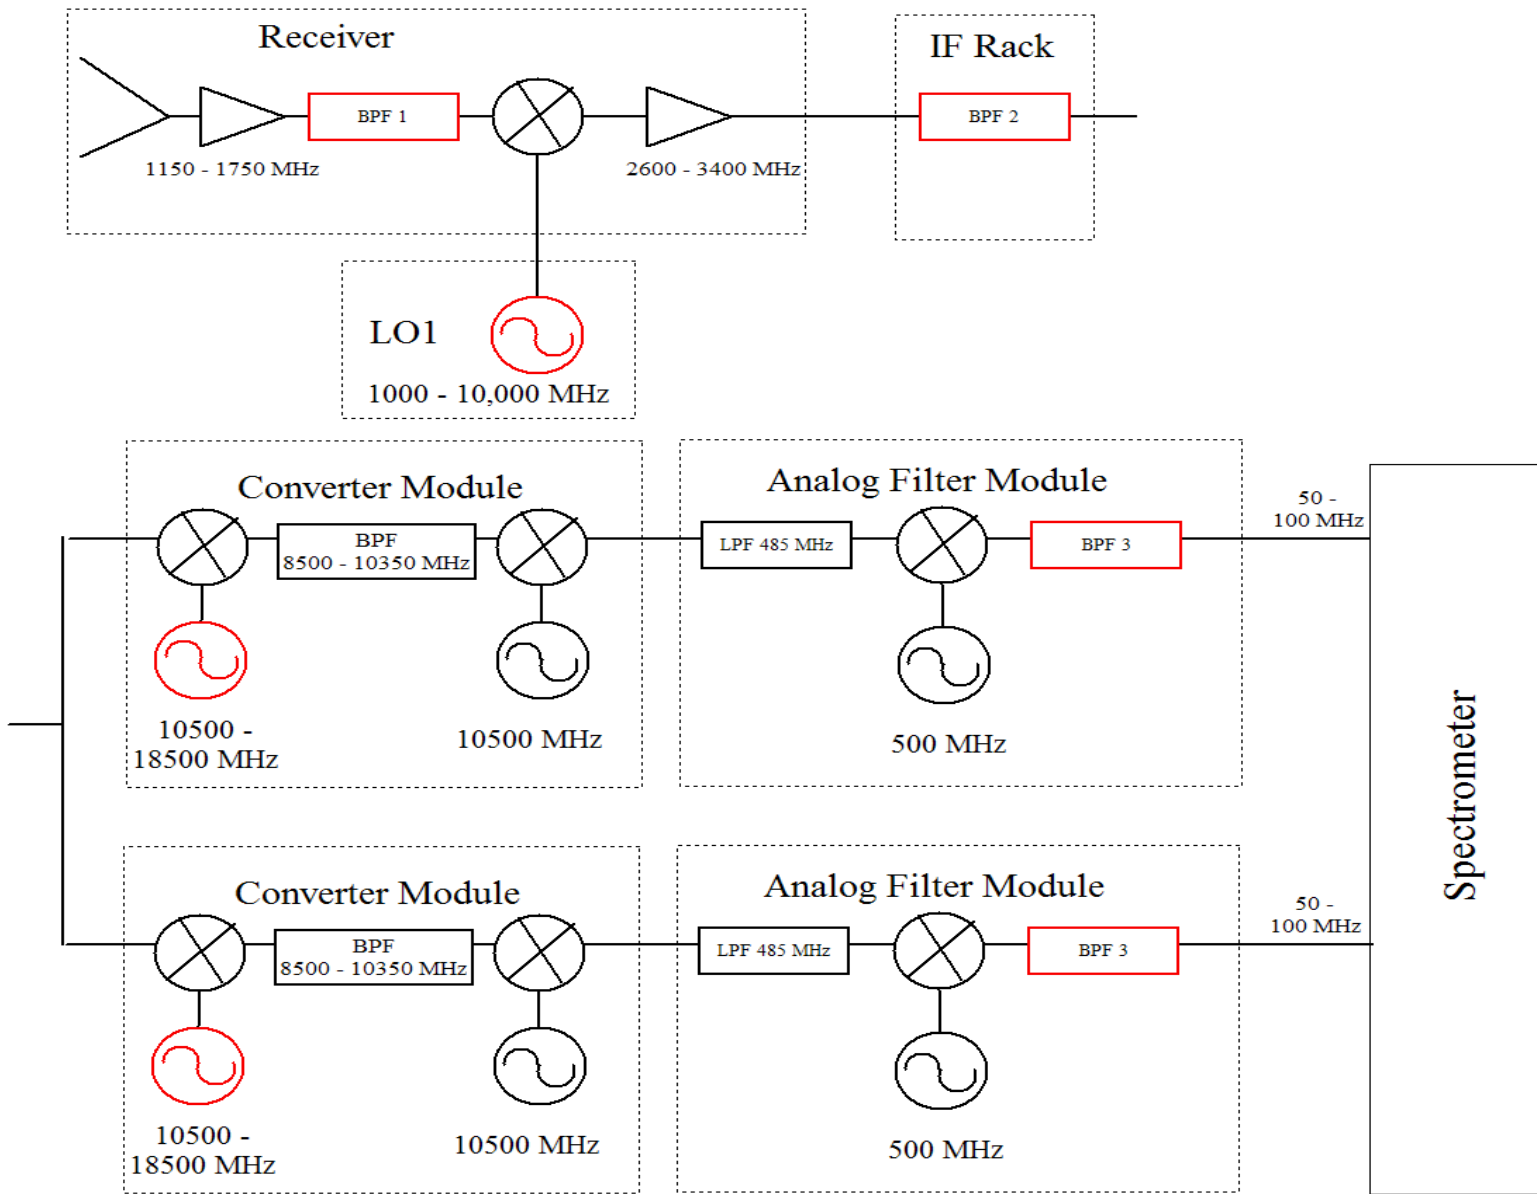 Receiver
IF Rack
BPF 1
BPF 2
1150 - 1750 MHz
2600 - 3400 MHz
LO1
1000 - 10,000 MHz
Converter Module
Analog Filter Module
50 -
100 MHz
BPF
8500 - 10350 MHz
LPF 485 MHz
BPF 3
10500 -
18500 MHz
10500 MHz
500 MHz
Spectrometer
Converter Module
Analog Filter Module
50 -
100 MHz
BPF
8500 - 10350 MHz
LPF 485 MHz
BPF 3
10500 -
18500 MHz
10500 MHz
500 MHz